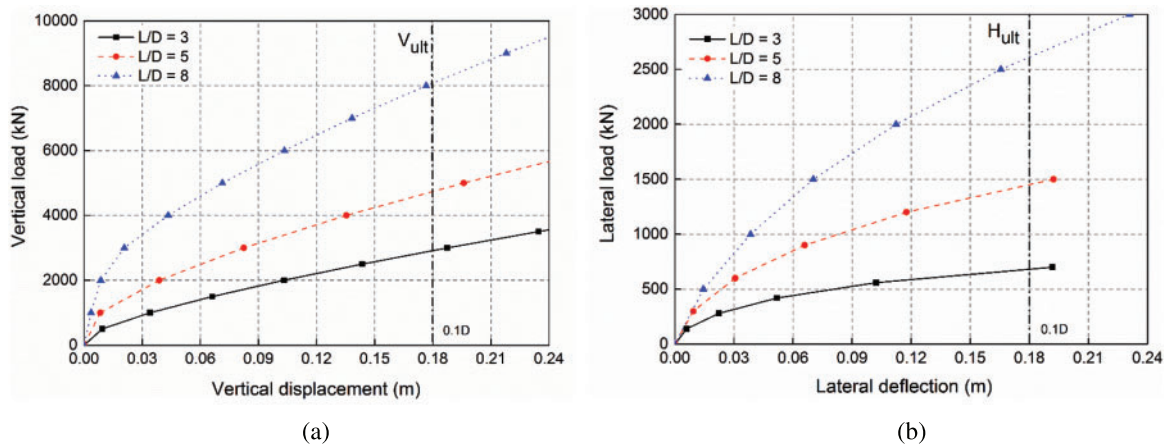 10000
8000
6000
4000
2000
0
Vertical load (kN)
L/D = 3
L/D = 5
L/D = 8
Vult
0.1D
0.00 0.03 0.06 0.09 0.12 0.15 0.18 0.21 0.24
Vertical displacement (m)
(a)
3000
2500
2000
1500
1000
500
0
Lateral load (kN)
L/D = 3
L/D = 5
L/D = 8
Hult
0.1D
0.00 0.03 0.06 0.09 0.12 0.15 0.18 0.21 0.24
Lateral deflection (m)
(b)